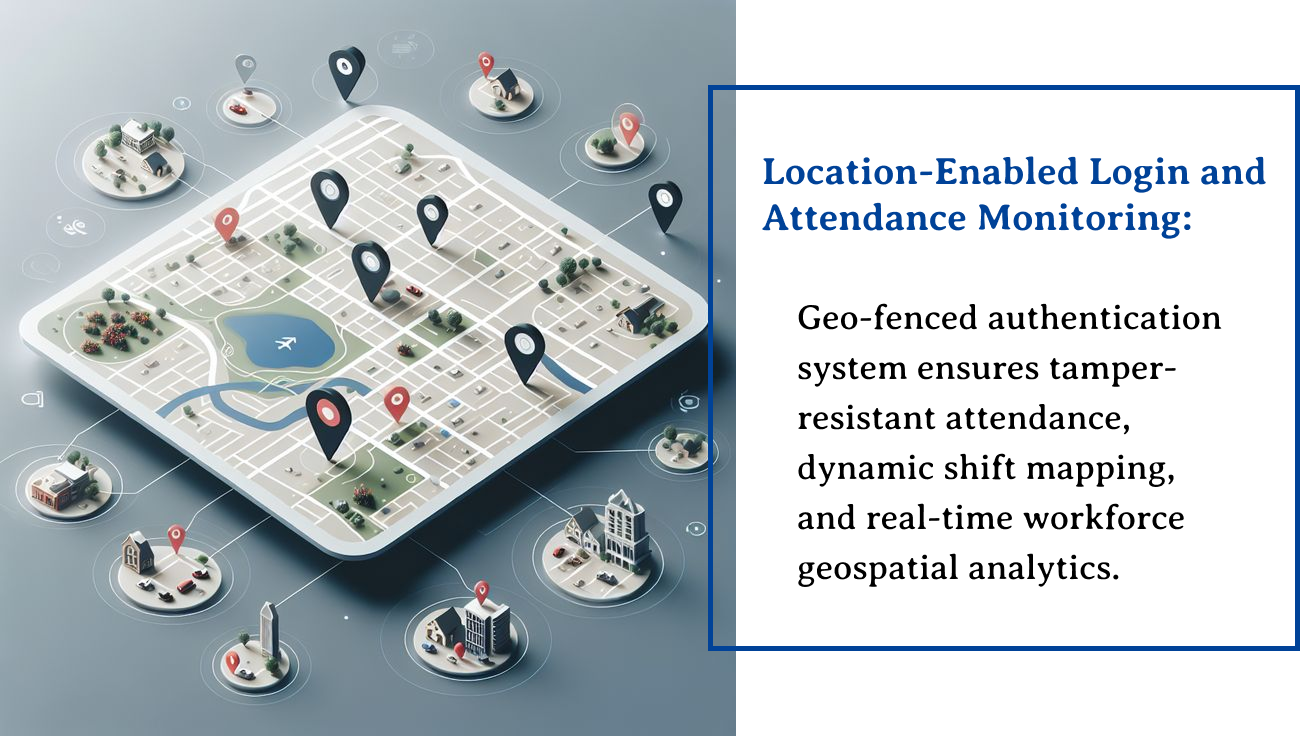 Location-Enabled Login and
Attendance Monitoring:
Geo-fenced authentication
system ensures tamper-
resistant attendance,
dynamic shift mapping,
and real-time workforce
geospatial analytics.